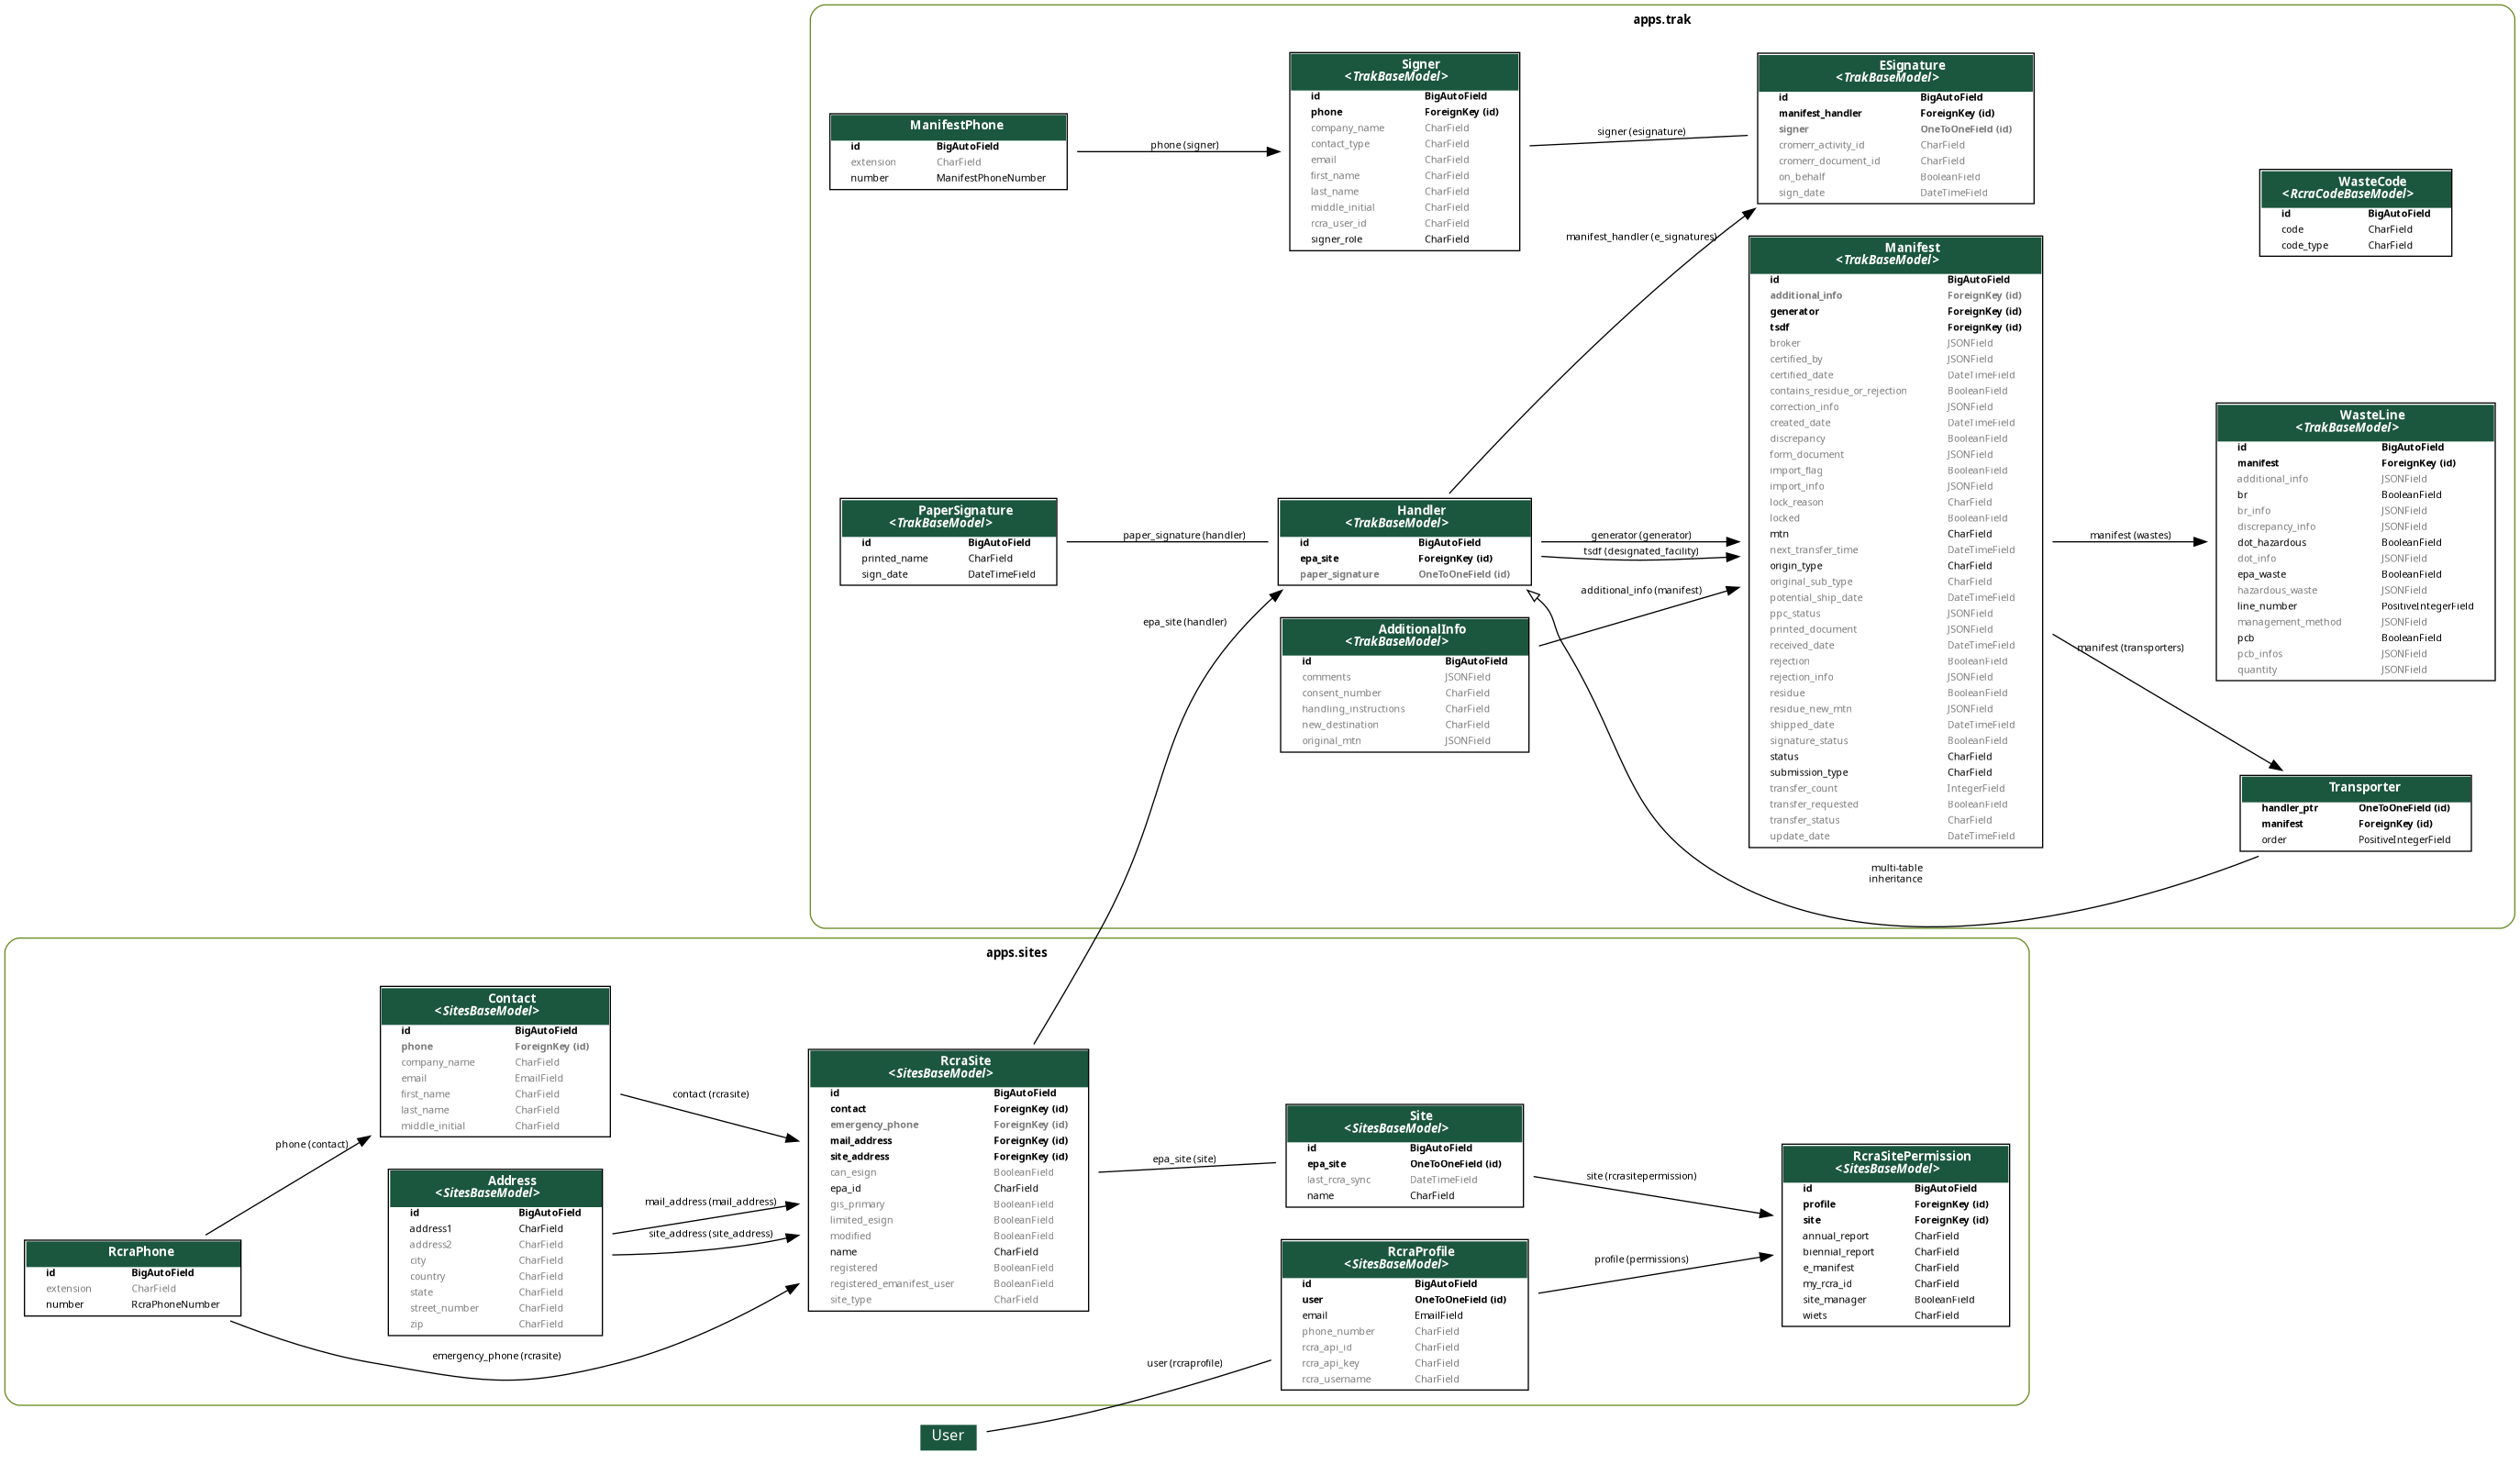 apps.trak
ManifestPhone
id BigAutoField
extension CharField
number ManifestPhoneNumber
phone (signer)
Signer
<TrakBaseModel>
id BigAutoField
phone ForeignKey (id)
company_name CharField
contact_type CharField
email CharField
first_name CharField
last_name CharField
middle_initial CharField
rcra_user_id CharField
signer_role CharField
signer (esignature)
ESignature
<TrakBaseModel>
id BigAutoField
manifest_handler ForeignKey (id)
signer OneToOneField (id)
cromerr_activity_id CharField
cromerr_document_id CharField
on_behalf BooleanField
sign_date DateTimeField
manifest_handler (e_signatures)
WasteCode
<RcraCodeBaseModel>
id BigAutoField
code CharField
code_type CharField
PaperSignature
<TrakBaseModel>
id BigAutoField
printed_name CharField
sign_date DateTimeField
paper_signature (handler)
Handler
<TrakBaseModel>
id BigAutoField
epa_site ForeignKey (id)
paper_signature OneToOneField (id)
generator (generator)
tsdf (designated_facility)
additional_info (manifest)
epa_site (handler)
AdditionalInfo
<TrakBaseModel>
id BigAutoField
comments JSONField
consent_number CharField
handling_instructions CharField
new_destination CharField
original_mtn JSONField
Manifest
<TrakBaseModel>
id BigAutoField
additional_info ForeignKey (id)
generator ForeignKey (id)
tsdf ForeignKey (id)
broker JSONField
certified_by JSONField
certified_date DateTimeField
contains_residue_or_rejection BooleanField
correction_info JSONField
created_date DateTimeField
discrepancy BooleanField
form_document JSONField
import_flag BooleanField
import_info JSONField
lock_reason CharField
locked BooleanField
mtn CharField
next_transfer_time DateTimeField
origin_type CharField
original_sub_type CharField
potential_ship_date DateTimeField
ppc_status JSONField
printed_document JSONField
received_date DateTimeField
rejection BooleanField
rejection_info JSONField
residue BooleanField
residue_new_mtn JSONField
shipped_date DateTimeField
signature_status BooleanField
status CharField
submission_type CharField
transfer_count IntegerField
transfer_requested BooleanField
transfer_status CharField
update_date DateTimeField
manifest (wastes)
manifest (transporters)
WasteLine
<TrakBaseModel>
id BigAutoField
manifest ForeignKey (id)
additional_info JSONField
br BooleanField
br_info JSONField
discrepancy_info JSONField
dot_hazardous BooleanField
dot_info JSONField
epa_waste BooleanField
hazardous_waste JSONField
line_number PositiveIntegerField
management_method JSONField
pcb BooleanField
pcb_infos JSONField
quantity JSONField
Transporter
handler_ptr OneToOneField (id)
manifest ForeignKey (id)
order PositiveIntegerField
multi-table
inheritance
apps.sites
RcraPhone
id BigAutoField
extension CharField
number RcraPhoneNumber
phone (contact)
emergency_phone (rcrasite)
Contact
<SitesBaseModel>
id BigAutoField
phone ForeignKey (id)
company_name CharField
email EmailField
first_name CharField
last_name CharField
middle_initial CharField
contact (rcrasite)
Address
<SitesBaseModel>
id BigAutoField
address1 CharField
address2 CharField
city CharField
country CharField
state CharField
street_number CharField
zip CharField
mail_address (mail_address)
site_address (site_address)
RcraSite
<SitesBaseModel>
id BigAutoField
contact ForeignKey (id)
emergency_phone ForeignKey (id)
mail_address ForeignKey (id)
site_address ForeignKey (id)
can_esign BooleanField
epa_id CharField
gis_primary BooleanField
limited_esign BooleanField
modified BooleanField
name CharField
registered BooleanField
registered_emanifest_user BooleanField
site_type CharField
epa_site (site)
Site
<SitesBaseModel>
id BigAutoField
epa_site OneToOneField (id)
last_rcra_sync DateTimeField
name CharField
site (rcrasitepermission)
RcraProfile
<SitesBaseModel>
id BigAutoField
user OneToOneField (id)
email EmailField
phone_number CharField
rcra_api_id CharField
rcra_api_key CharField
rcra_username CharField
profile (permissions)
RcraSitePermission
<SitesBaseModel>
id BigAutoField
profile ForeignKey (id)
site ForeignKey (id)
annual_report CharField
biennial_report CharField
e_manifest CharField
my_rcra_id CharField
site_manager BooleanField
wiets CharField
user (rcraprofile)
User